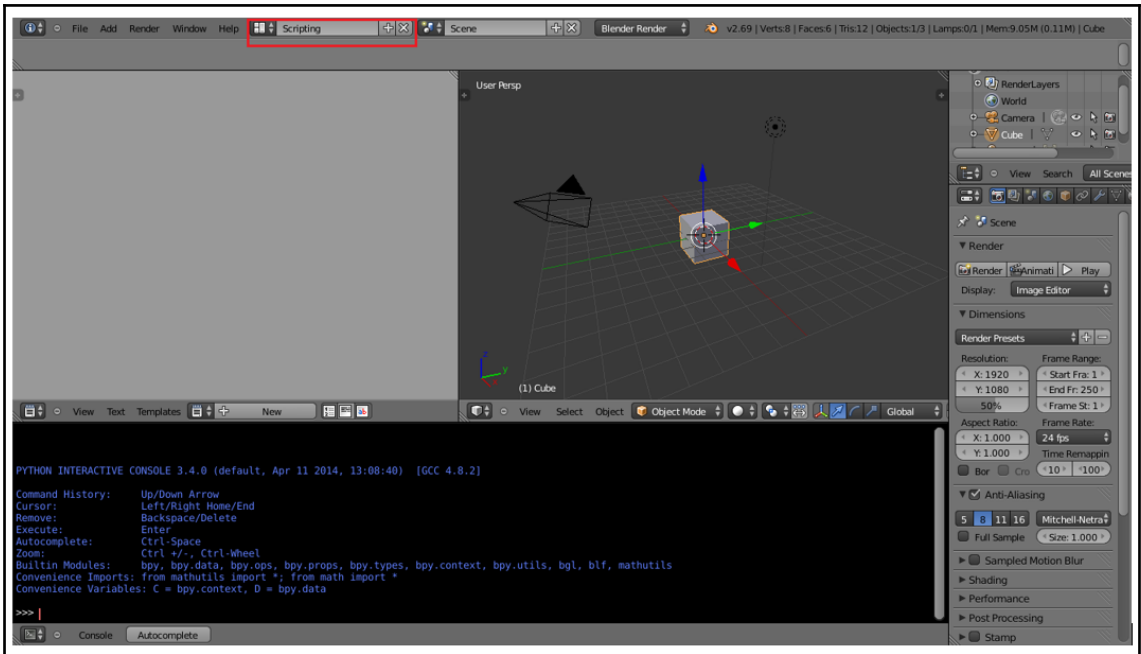 File Add Render Window Help Scripting Scene Blender Render v2.69 | Verts:8 | Faces:6 | Tris:12 | Objects:1/3 | Lamps:0/1 | Mem:9.05M (0.11M) | Cube
User Persp
z
y
(1) Cube
View Text Templates New
View Select Object Object Mode Global
PYTHON INTERACTIVE CONSOLE 3.4.0 (default, Apr 11 2014, 13:08:40) [GCC 4.8.2]
Command History: Up/Down Arrow
Cursor: Left/Right Home/End
Remove: Backspace/Delete
Execute: Enter
Autocomplete: Ctrl-Space
Zoom: Ctrl +/-, Ctrl-Wheel
Builtin Modules: bpy, bpy.data, bpy.ops, bpy.props, bpy.types, bpy.context, bpy.utils, bgl, blf, mathutils
Convenience Imports: from mathutils import *; from math import *
Convenience Variables: C = bpy.context, D = bpy.data
>>>
Console Autocomplete
RenderLayers
World
Camera
Cube
View Search All Scenes
Scene
Render
Render Animati Play
Display: Image Editor
Dimensions
Render Presets
Resolution: Frame Range:
X: 1920 Start Fra: 1
Y: 1080 End Fr: 250
50% Frame St: 1
Aspect Ratio: Frame Rate:
X: 1.000 24 fps
Y: 1.000 Time Remappin
Bor Cro 10 100
Anti-Aliasing
5 8 11 16 Mitchell-Netra
Full Sample Size: 1.000
Sampled Motion Blur
Shading
Performance
Post Processing
Stamp